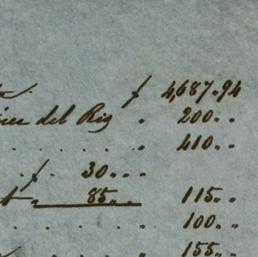 ƒ 4,687.94
del Rio „ 200„ „
„ 410„ „
ƒ. 30„ „
„ 85„ „ „ 115„ „
„ 100„ „
„ 155„ „